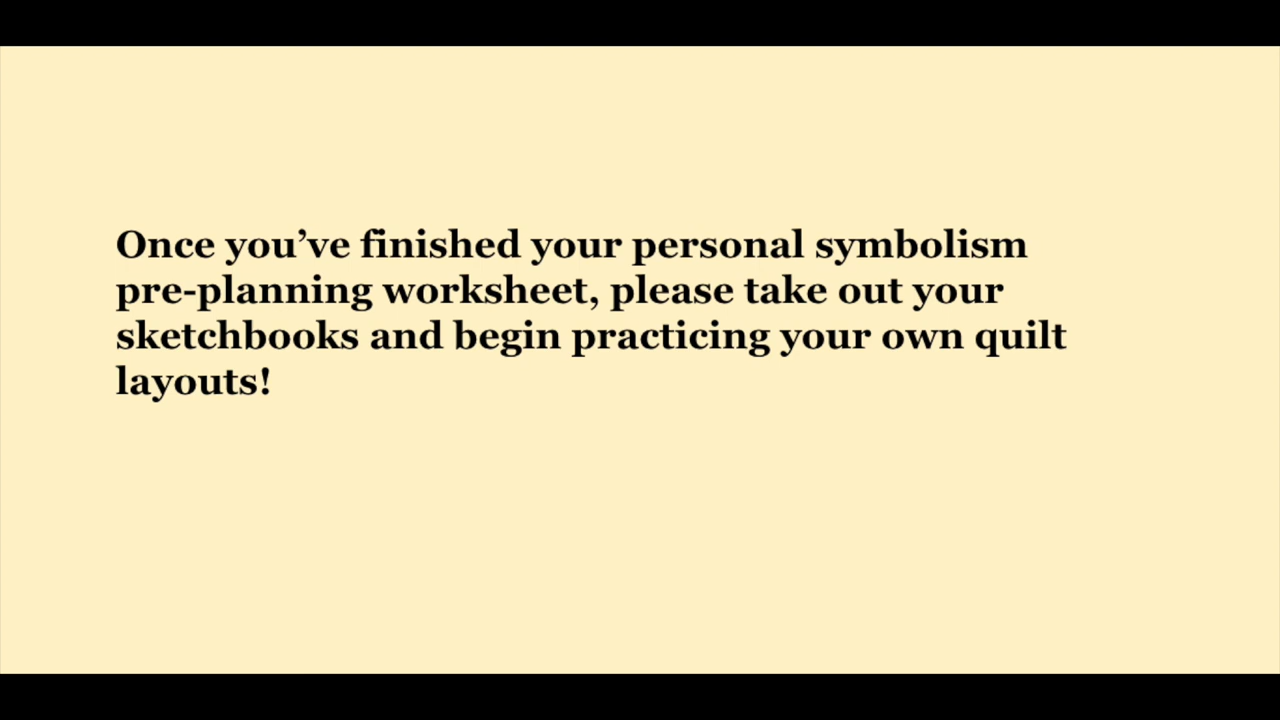 Once you’ve finished your personal symbolism
pre-planning worksheet, please take out your
sketchbooks and begin practicing your own quilt
layouts!